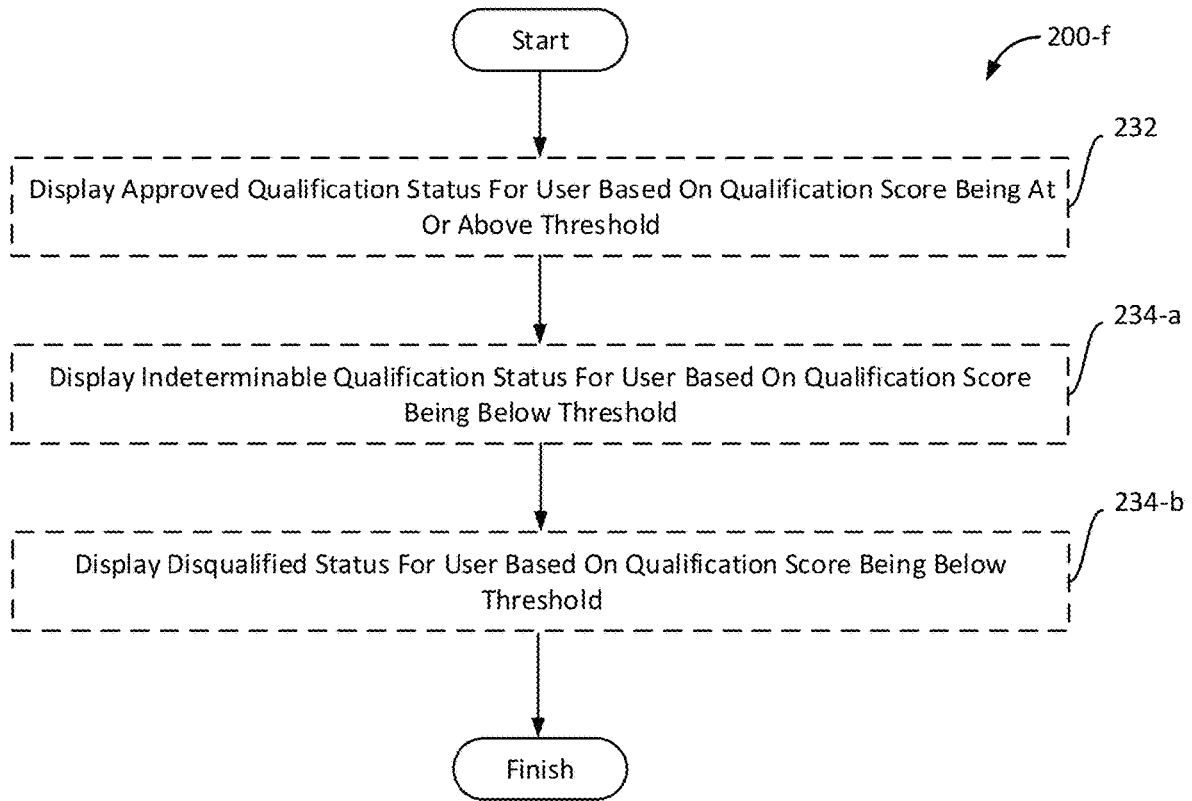 Start
200-f
232
Display Approved Qualification Status For User Based On Qualification Score Being At
Or Above Threshold
234-a
Display Indeterminable Qualification Status For User Based On Qualification Score
Being Below Threshold
234-b
Display Disqualified Status For User Based On Qualification Score Being Below
Threshold
Finish